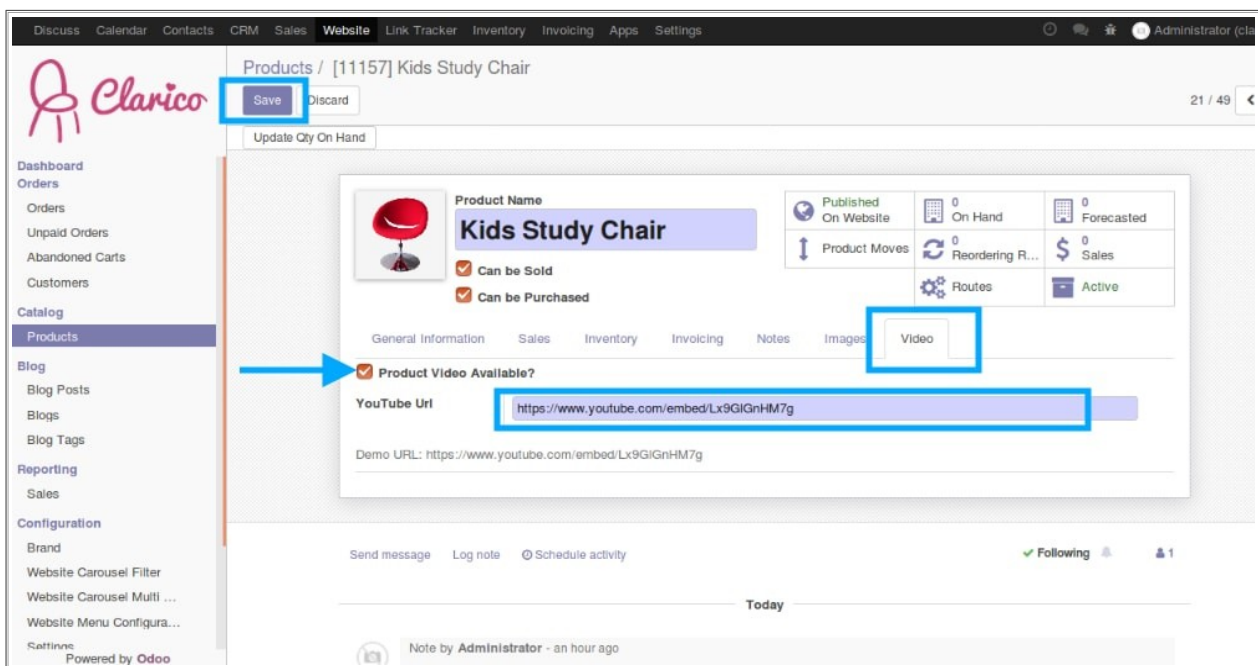 Discuss Calendar Contacts CRM Sales Website Link Tracker Inventory Invoicing Apps Settings
Administrator (cla
Clarico
Products / [11157] Kids Study Chair
Save Discard
21 / 49
Update Qty On Hand
Dashboard
Orders
Orders
Unpaid Orders
Abandoned Carts
Customers
Catalog
Products
Blog
Blog Posts
Blogs
Blog Tags
Reporting
Sales
Configuration
Brand
Website Carousel Filter
Website Carousel Multi ...
Website Menu Configura...
Settings
Powered by Odoo
Product Name
Kids Study Chair
Can be Sold
Can be Purchased
Published
On Website
0
On Hand
0
Forecasted
Product Moves
0
Reordering R...
0
Sales
Routes
Active
General Information Sales Inventory Invoicing Notes Images Video
Product Video Available?
YouTube Url
https://www.youtube.com/embed/Lx9GlGnHM7g
Demo URL: https://www.youtube.com/embed/Lx9GlGnHM7g
Send message Log note Schedule activity
Following 1
Today
Note by Administrator - an hour ago